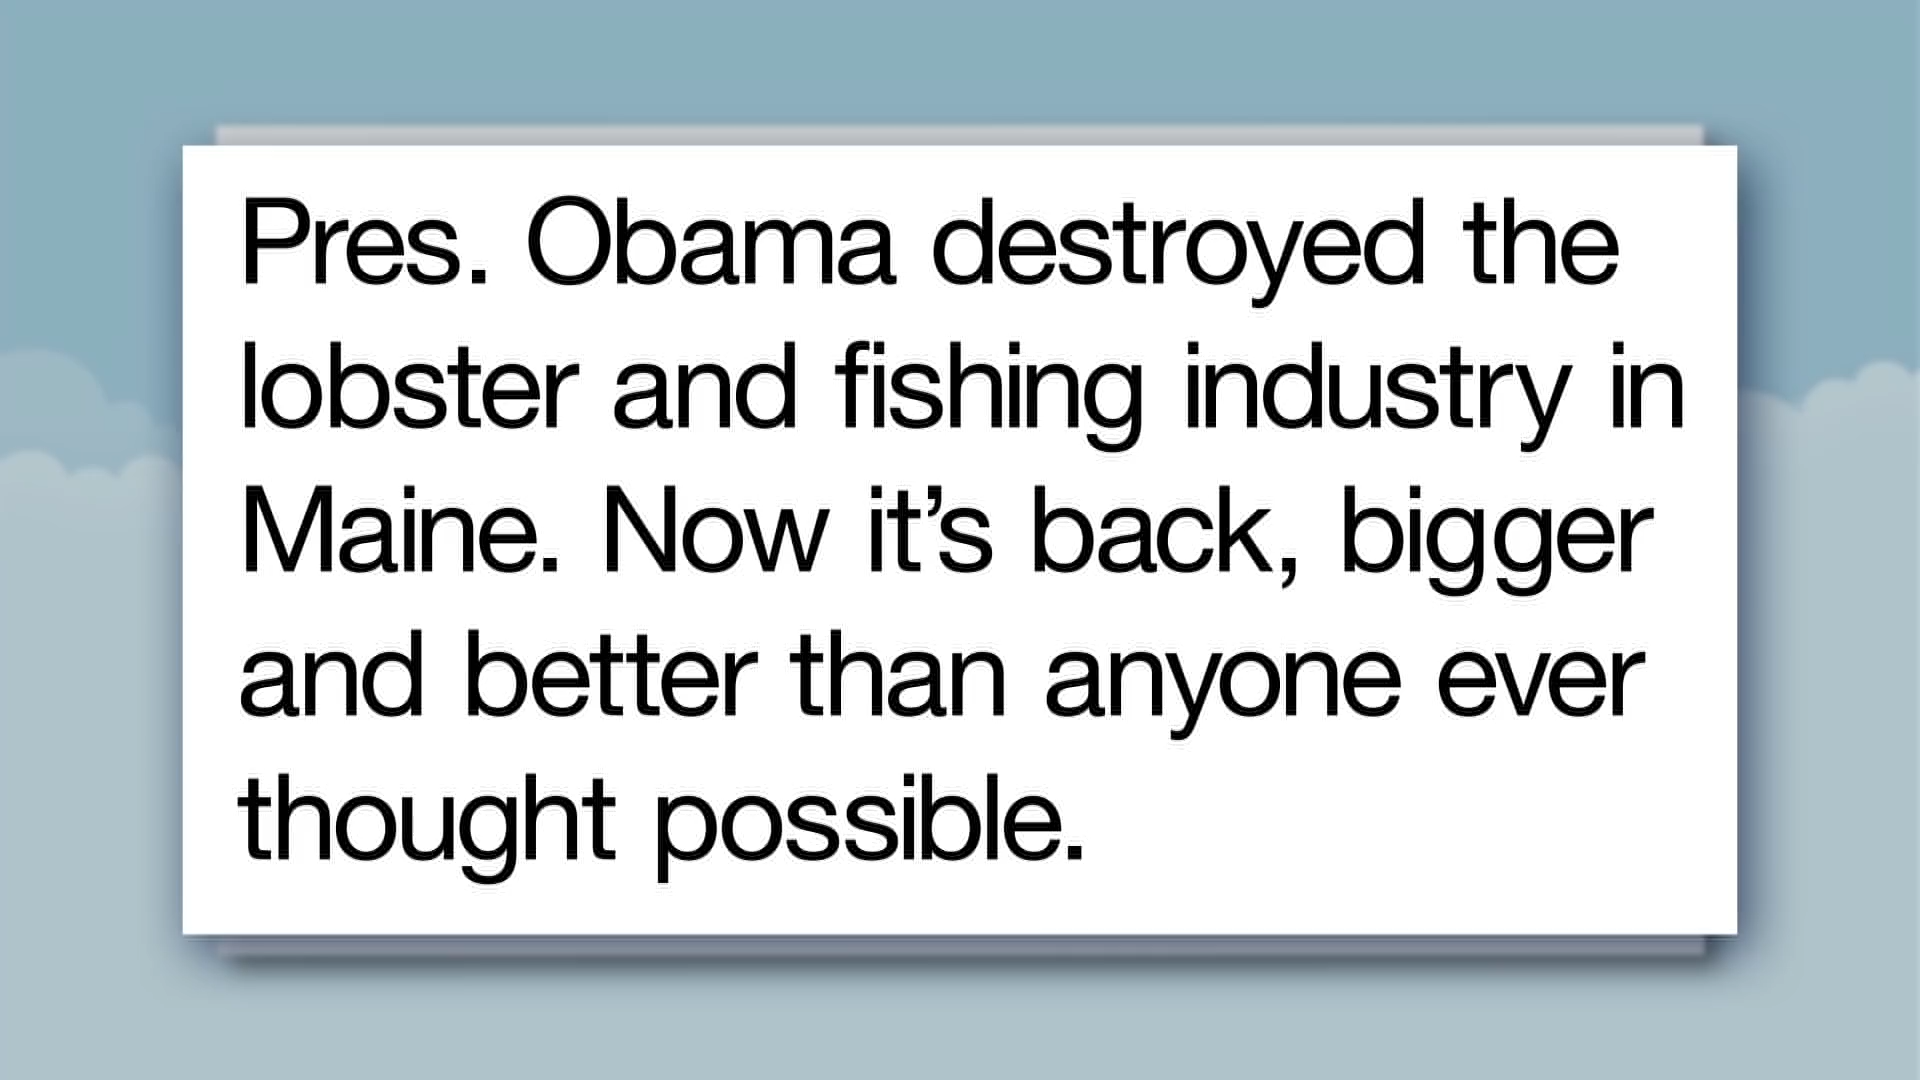 Pres. Obama destroyed the
lobster and fishing industry in
Maine. Now it’s back, bigger
and better than anyone ever
thought possible.